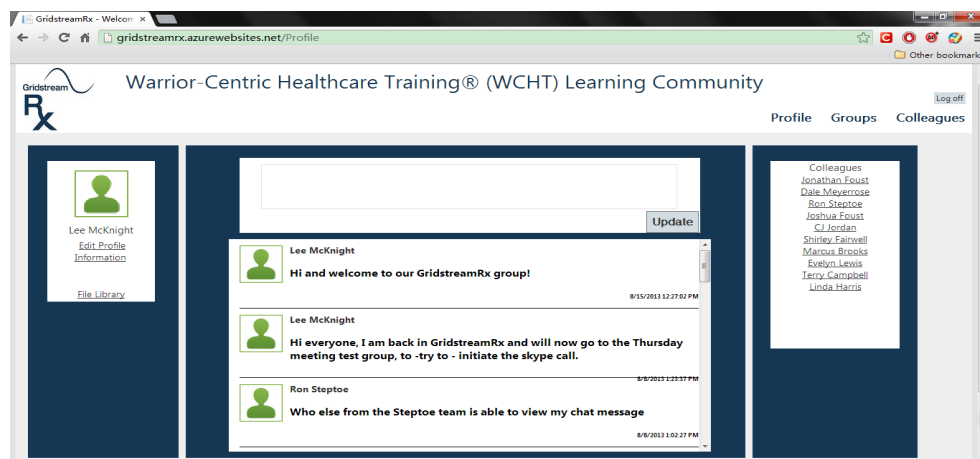 GridstreamRx - Welcom
gridstreamrx.azurewebsites.net/Profile
Other bookmark
Gridstream
Rx
Warrior-Centric Healthcare Training® (WCHT) Learning Community
Log off
Profile Groups Colleagues
Lee McKnight
Edit Profile
Information
File Library
Update
Lee McKnight
Hi and welcome to our GridstreamRx group!
8/15/2013 12:27:02 PM
Lee McKnight
Hi everyone, I am back in GridstreamRx and will now go to the Thursday
meeting test group, to -try to - initiate the skype call.
8/8/2013 1:23:37 PM
Ron Steptoe
Who else from the Steptoe team is able to view my chat message
8/8/2013 1:02:27 PM
Colleagues
Jonathan Foust
Dale Meyerrose
Ron Steptoe
Joshua Foust
CJ Jordan
Shirley Fairwell
Marcus Brooks
Evelyn Lewis
Terry Campbell
Linda Harris